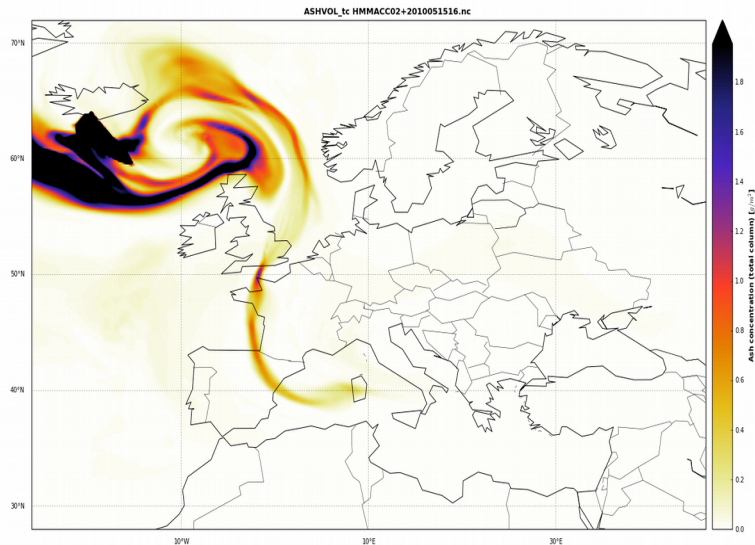 ASHVOL_tc HMMACC02+2010051516.nc
70°N
60°N
50°N
40°N
30°N
10°W
10°E
30°E
1.8
1.6
1.4
1.2
1.0
0.8
0.6
0.4
0.2
0.0
Ash concentration (total column) [g/m²]